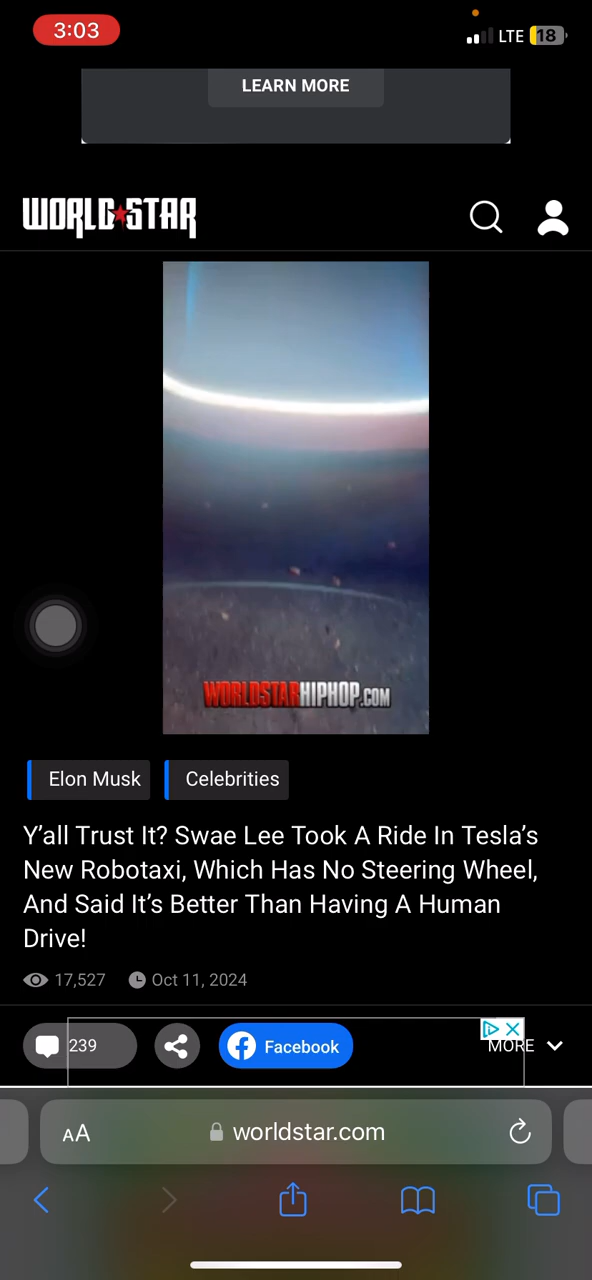 3:03
LTE 18
LEARN MORE
WORLD STAR
WORLDSTARHIPHOP.COM
Elon Musk
Celebrities
Y’all Trust It? Swae Lee Took A Ride In Tesla’s
New Robotaxi, Which Has No Steering Wheel,
And Said It’s Better Than Having A Human
Drive!
17,527
Oct 11, 2024
239
Facebook
MORE
AA
worldstar.com